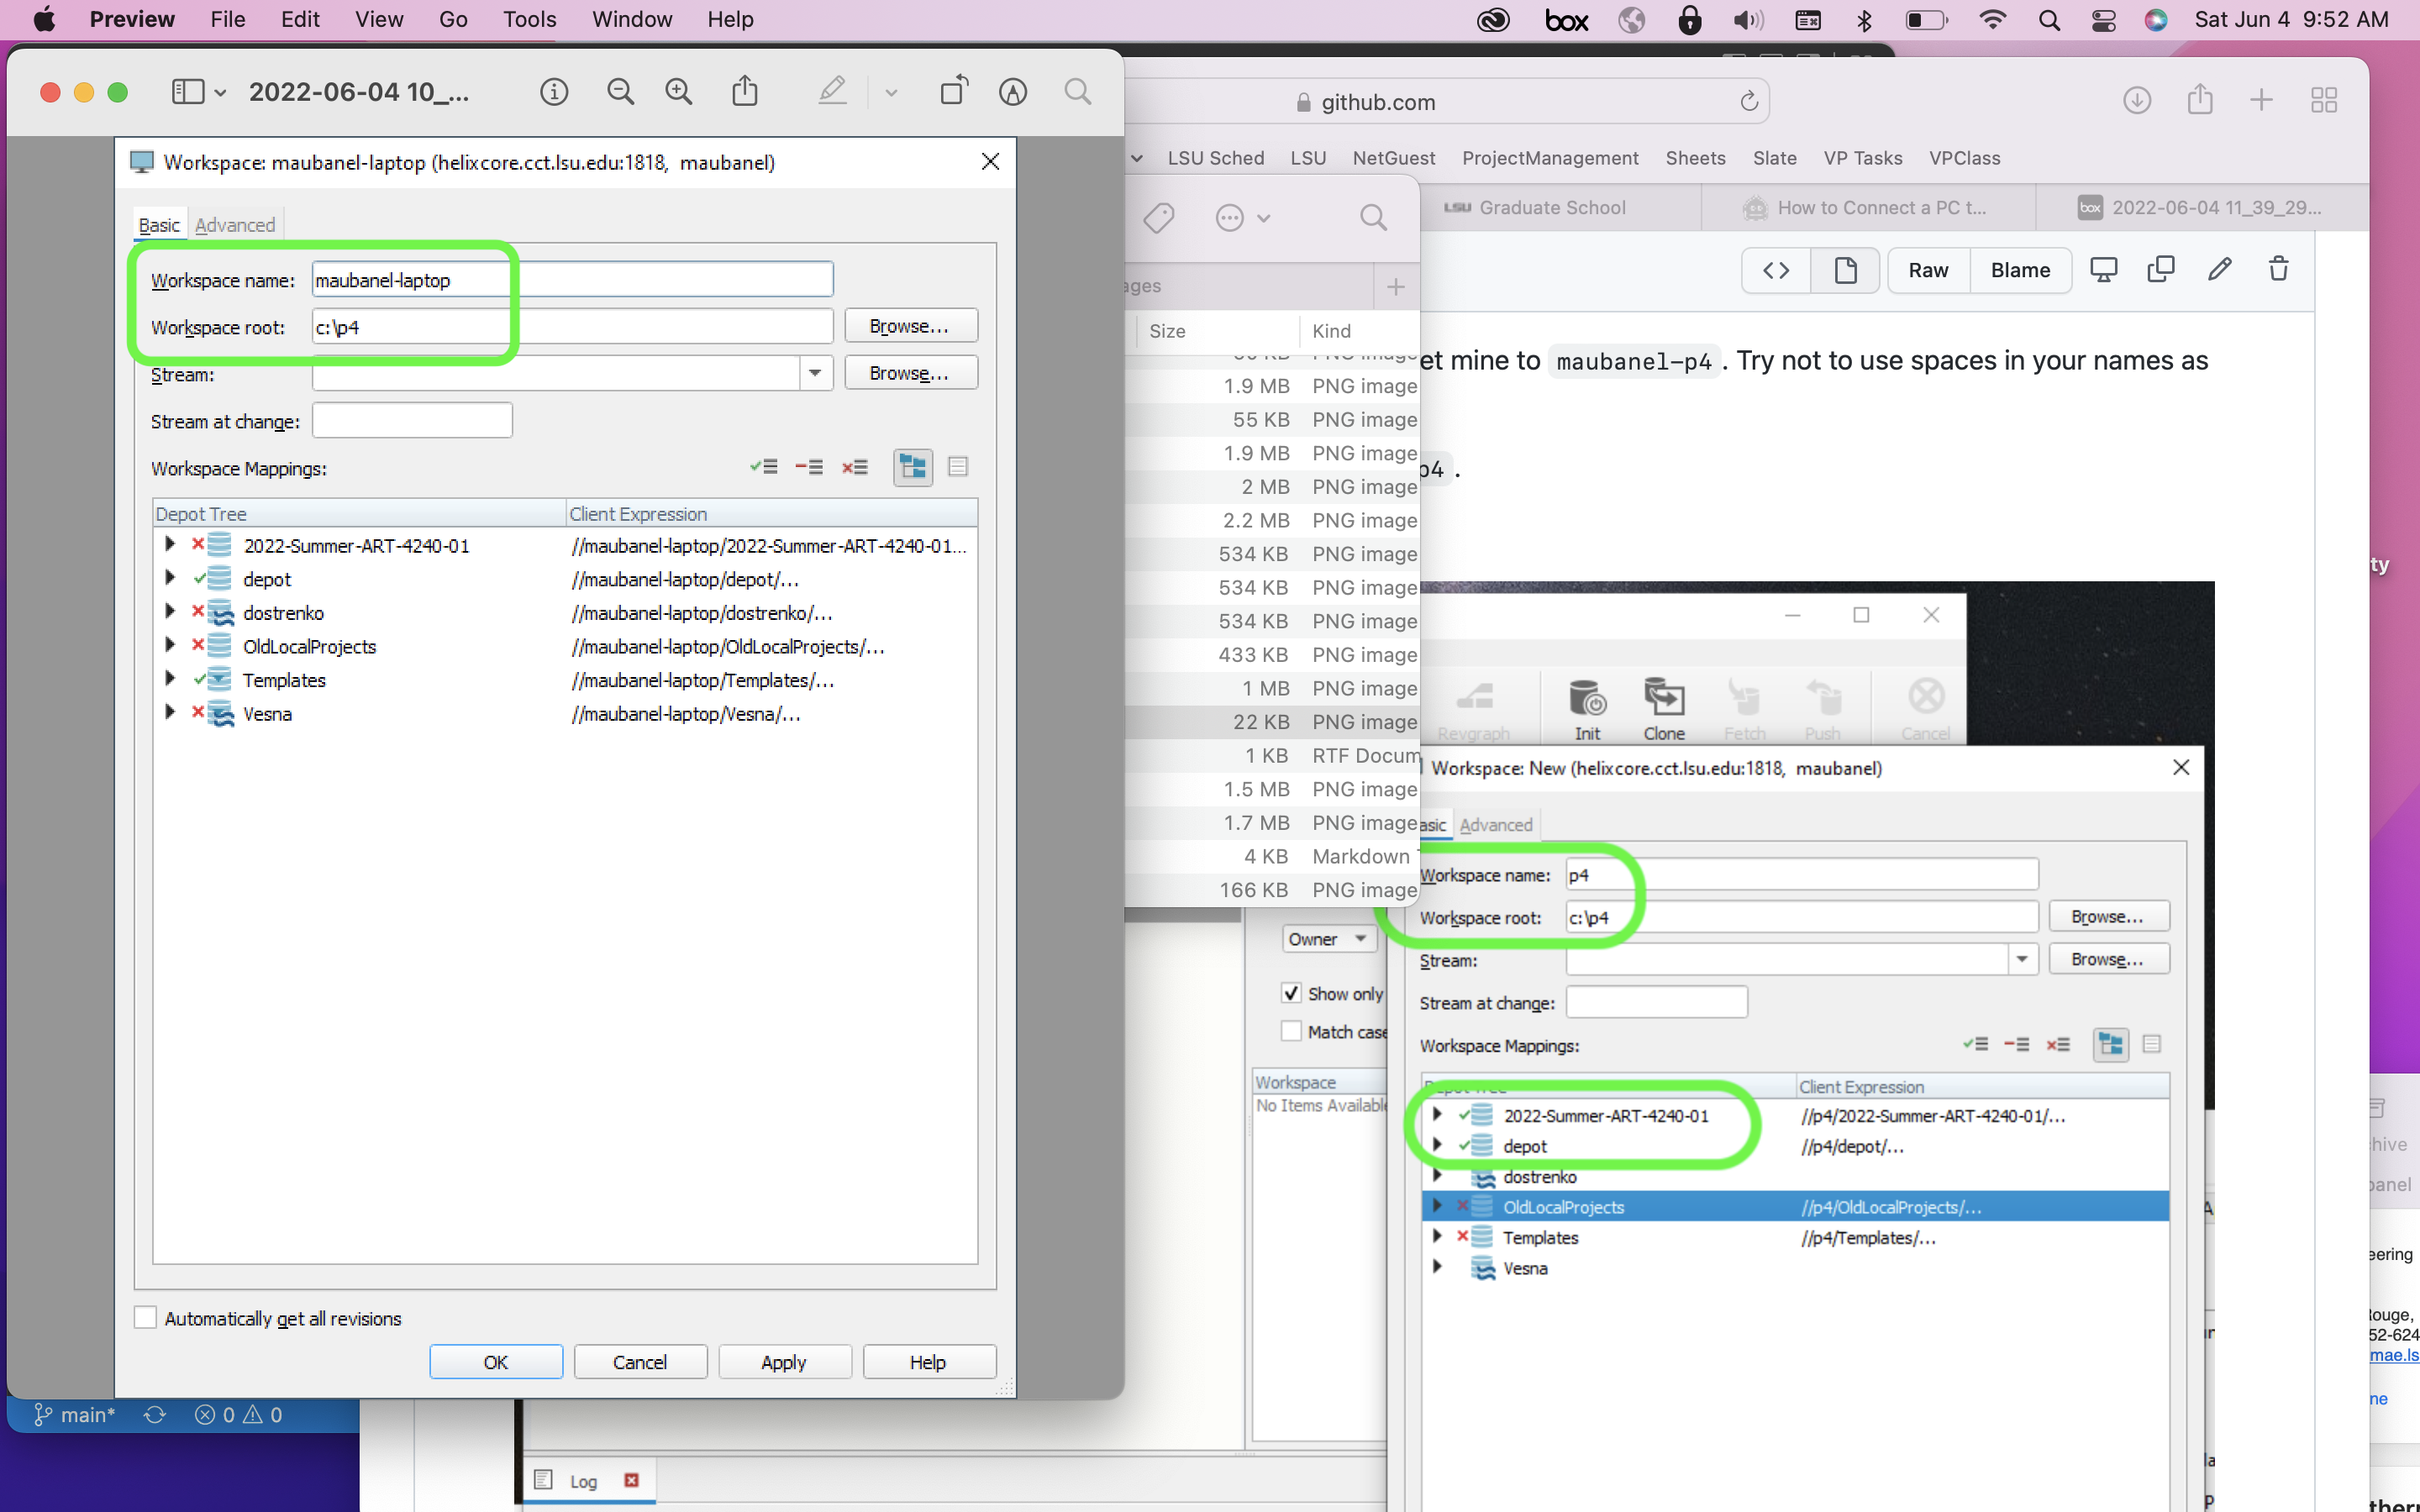 Preview File Edit View Go Tools Window Help
box
Sat Jun 4 9:52 AM
2022-06-04 10_...
Workspace: maubanel-laptop (helixcore.cct.lsu.edu:1818, maubanel)
Basic Advanced
Workspace name: maubanel-laptop
Workspace root: c:\p4 Browse...
Stream: Browse...
Stream at change:
Workspace Mappings:
Depot Tree Client Expression
2022-Summer-ART-4240-01 //maubanel-laptop/2022-Summer-ART-4240-01...
depot //maubanel-laptop/depot/...
dostrenko //maubanel-laptop/dostrenko/...
OldLocalProjects //maubanel-laptop/OldLocalProjects/...
Templates //maubanel-laptop/Templates/...
Vesna //maubanel-laptop/Vesna/...
Automatically get all revisions
OK Cancel Apply Help
main* 0 0
github.com
LSU Sched LSU NetGuest ProjectManagement Sheets Slate VP Tasks VPClass
LSU Graduate School
How to Connect a PC t...
box 2022-06-04 11_39_29...
ages
Size Kind
1.9 MB PNG image
55 KB PNG image
1.9 MB PNG image
2 MB PNG image
2.2 MB PNG image
534 KB PNG image
534 KB PNG image
534 KB PNG image
433 KB PNG image
1 MB PNG image
22 KB PNG image
1 KB RTF Docum
1.5 MB PNG image
1.7 MB PNG image
4 KB Markdown
166 KB PNG image
Raw Blame
et mine to maubanel-p4. Try not to use spaces in your names as
p4 .
Revgraph Init Clone Fetch Push Cancel
Workspace: New (helixcore.cct.lsu.edu:1818, maubanel)
asic Advanced
Workspace name: p4
Workspace root: c:\p4 Browse...
Stream: Browse...
Stream at change:
Workspace Mappings:
Depot Tree Client Expression
2022-Summer-ART-4240-01 //p4/2022-Summer-ART-4240-01/...
depot //p4/depot/...
dostrenko
OldLocalProjects //p4/OldLocalProjects/...
Templates //p4/Templates/...
Vesna
Owner
Show only
Match case
Workspace
No Items Available
Log
ty
hive
panel
eering
Rouge,
52-624
mae.ls
ne